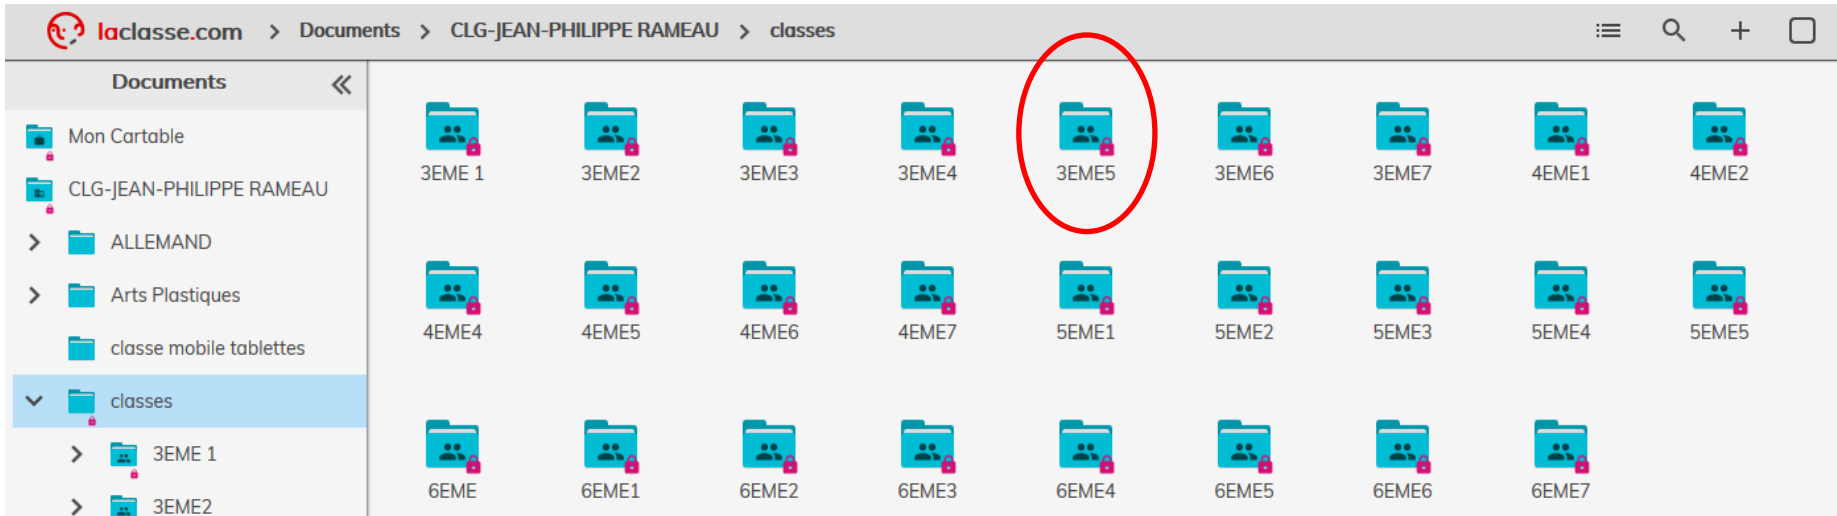 laclasse.com > Documents > CLG-JEAN-PHILIPPE RAMEAU > classes
Documents
Mon Cartable
CLG-JEAN-PHILIPPE RAMEAU
ALLEMAND
Arts Plastiques
classe mobile tablettes
classes
3EME 1
3EME2
3EME 1 3EME2 3EME3 3EME4 3EME5 3EME6 3EME7 4EME1 4EME2
4EME4 4EME5 4EME6 4EME7 5EME1 5EME2 5EME3 5EME4 5EME5
6EME 6EME1 6EME2 6EME3 6EME4 6EME5 6EME6 6EME7